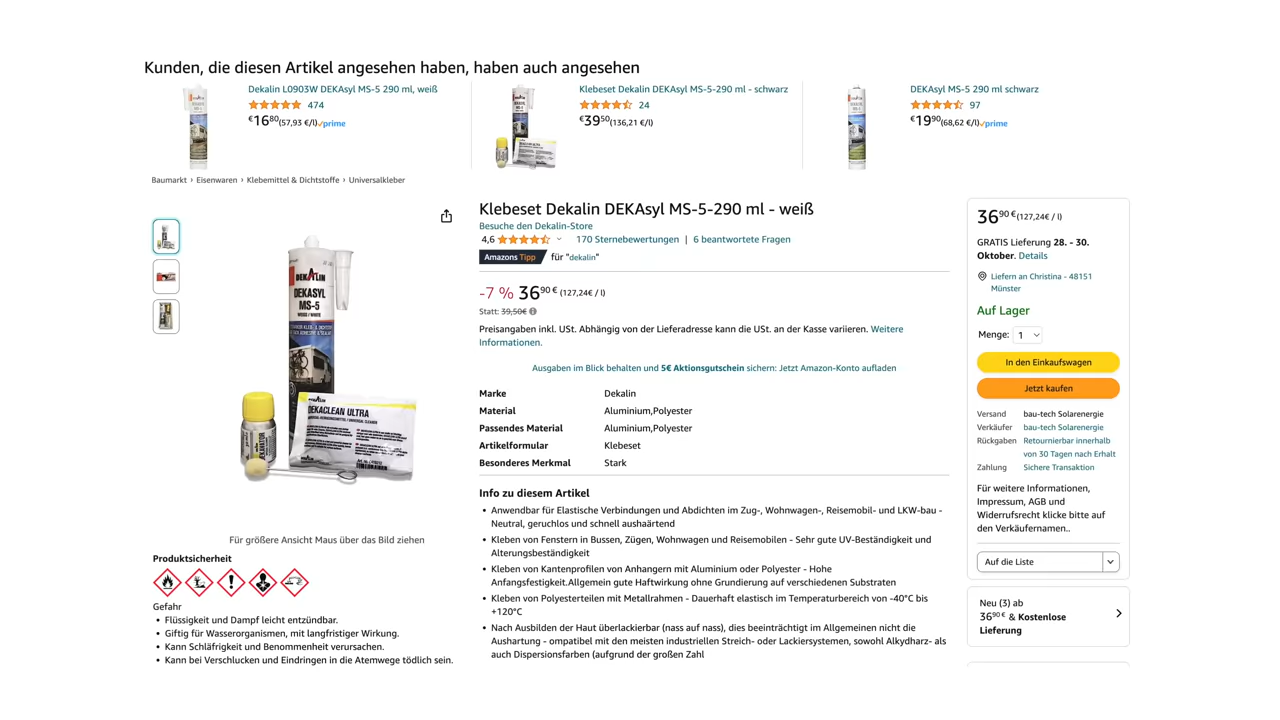 Kunden, die diesen Artikel angesehen haben, haben auch angesehen
Dekalin L0903W DEKAsyl MS-5 290 ml, weiß
474
€16⁸⁰(57,93 €/l) prime
Klebeset Dekalin DEKAsyl MS-5-290 ml - schwarz
24
€39⁵⁰(136,21 €/l)
DEKAsyl MS-5 290 ml schwarz
97
€19⁹⁰(68,62 €/l) prime
Baumarkt › Eisenwaren › Klebemittel & Dichtstoffe › Universalkleber
DEKALIN
DEKASYL
MS-5
WEISS / WHITE
DEKACLEAN ULTRA
Für größere Ansicht Maus über das Bild ziehen
Produktsicherheit
Gefahr
• Flüssigkeit und Dampf leicht entzündbar.
• Giftig für Wasserorganismen, mit langfristiger Wirkung.
• Kann Schläfrigkeit und Benommenheit verursachen.
• Kann bei Verschlucken und Eindringen in die Atemwege tödlich sein.
Klebeset Dekalin DEKAsyl MS-5-290 ml - weiß
Besuche den Dekalin-Store
4,6 170 Sternebewertungen | 6 beantwortete Fragen
Amazons Tipp für "dekalin"
-7 % 36⁹⁰ € (127,24€ / l)
Statt: 39,50€
Preisangaben inkl. USt. Abhängig von der Lieferadresse kann die USt. an der Kasse variieren. Weitere
Informationen.
Ausgaben im Blick behalten und 5€ Aktionsgutschein sichern: Jetzt Amazon-Konto aufladen
Marke Dekalin
Material Aluminium,Polyester
Passendes Material Aluminium,Polyester
Artikelformular Klebeset
Besonderes Merkmal Stark
Info zu diesem Artikel
• Anwendbar für Elastische Verbindungen und Abdichten im Zug-, Wohnwagen-, Reisemobil- und LKW-bau -
Neutral, geruchlos und schnell aushäartend
• Kleben von Fenstern in Bussen, Zügen, Wohnwagen und Reisemobilen - Sehr gute UV-Beständigkeit und
Alterungsbeständigkeit
• Kleben von Kantenprofilen von Anhangern mit Aluminium oder Polyester - Hohe
Anfangsfestigkeit.Allgemein gute Haftwirkung ohne Grundierung auf verschiedenen Substraten
• Kleben von Polyesterteilen mit Metallrahmen - Dauerhaft elastisch im Temperaturbereich von -40°C bis
+120°C
• Nach Ausbilden der Haut überlackierbar (nass auf nass), dies beeinträchtigt im Allgemeinen nicht die
Aushartung - ompatibel mit den meisten industriellen Streich- oder Lackiersystemen, sowohl Alkydharz- als
auch Dispersionsfarben (aufgrund der großen Zahl
36⁹⁰ €(127,24€ / l)
GRATIS Lieferung 28. - 30.
Oktober. Details
Liefern an Christina - 48151
Münster
Auf Lager
Menge: 1
In den Einkaufswagen
Jetzt kaufen
Versand bau-tech Solarenergie
Verkäufer bau-tech Solarenergie
Rückgaben Retournierbar innerhalb
von 30 Tagen nach Erhalt
Zahlung Sichere Transaktion
Für weitere Informationen,
Impressum, AGB und
Widerrufsrecht klicke bitte auf
den Verkäufernamen..
Auf die Liste
Neu (3) ab
36⁹⁰ € & Kostenlose
Lieferung